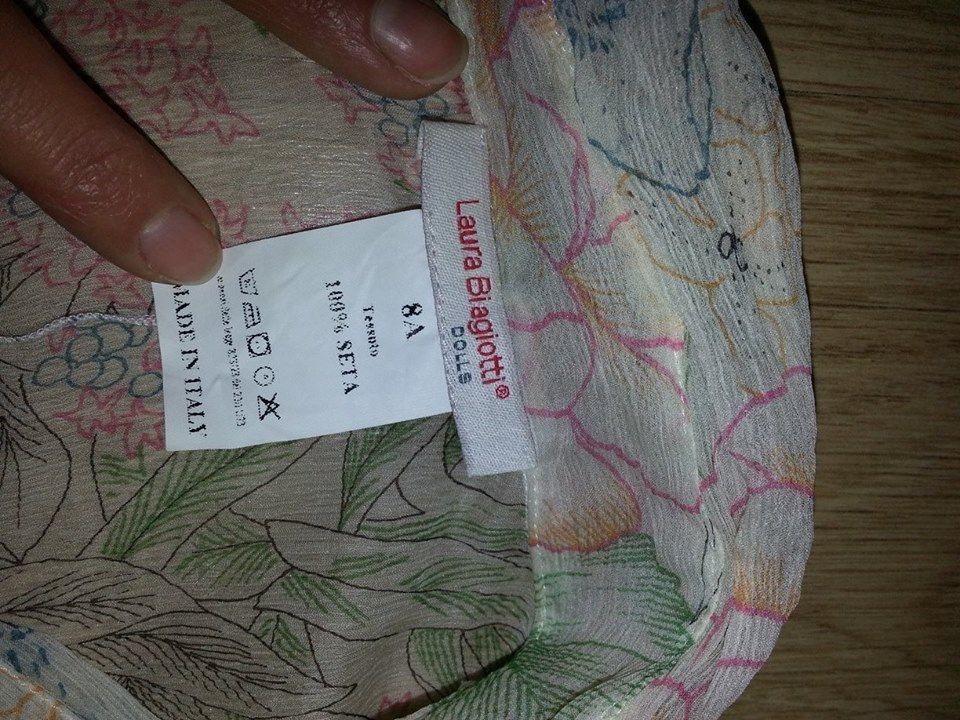 Laura Biagiotti®
DOLLS
8A
Tessuto
100% SETA
MADE IN ITALY